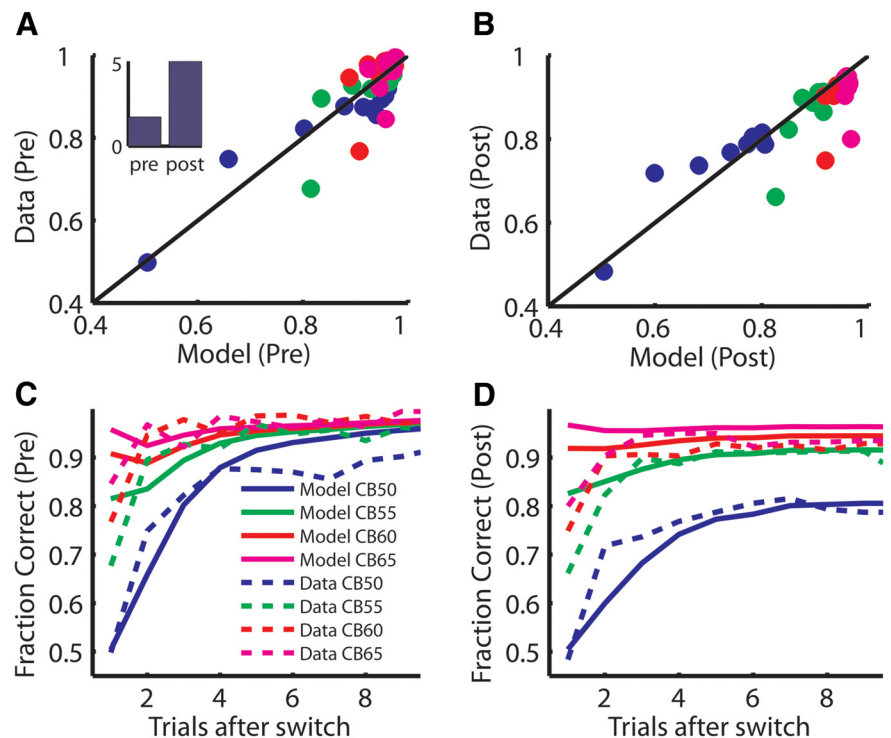 A
Data (Pre)
1
0.8
0.6
0.4
5
0
pre post
0.4 0.6 0.8 1
Model (Pre)
B
Data (Post)
1
0.8
0.6
0.4
0.4 0.6 0.8 1
Model (Post)
C
Fraction Correct (Pre)
0.9
0.8
0.7
0.6
0.5
Model CB50
Model CB55
Model CB60
Model CB65
Data CB50
Data CB55
Data CB60
Data CB65
2 4 6 8
Trials after switch
D
Fraction Correct (Post)
0.9
0.8
0.7
0.6
0.5
2 4 6 8
Trials after switch